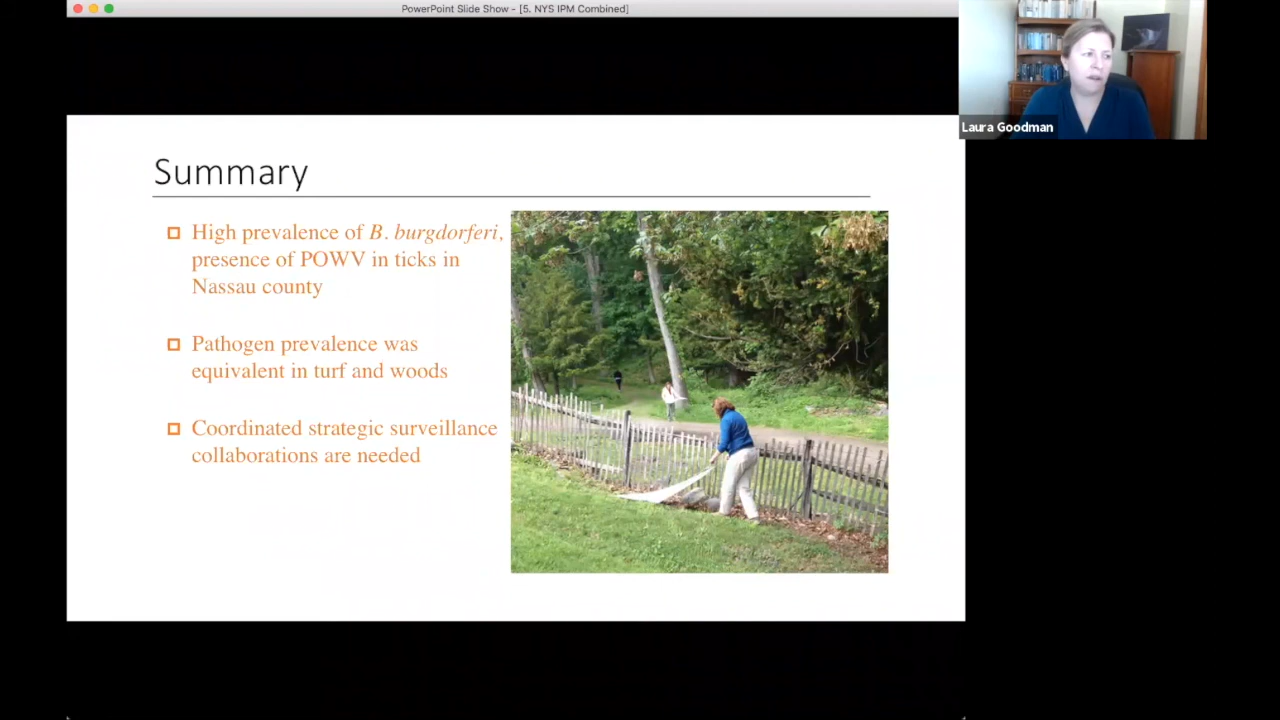 PowerPoint Slide Show - [5. NYS IPM Combined]
Laura Goodman
Summary
High prevalence of B. burgdorferi,
presence of POWV in ticks in
Nassau county
Pathogen prevalence was
equivalent in turf and woods
Coordinated strategic surveillance
collaborations are needed